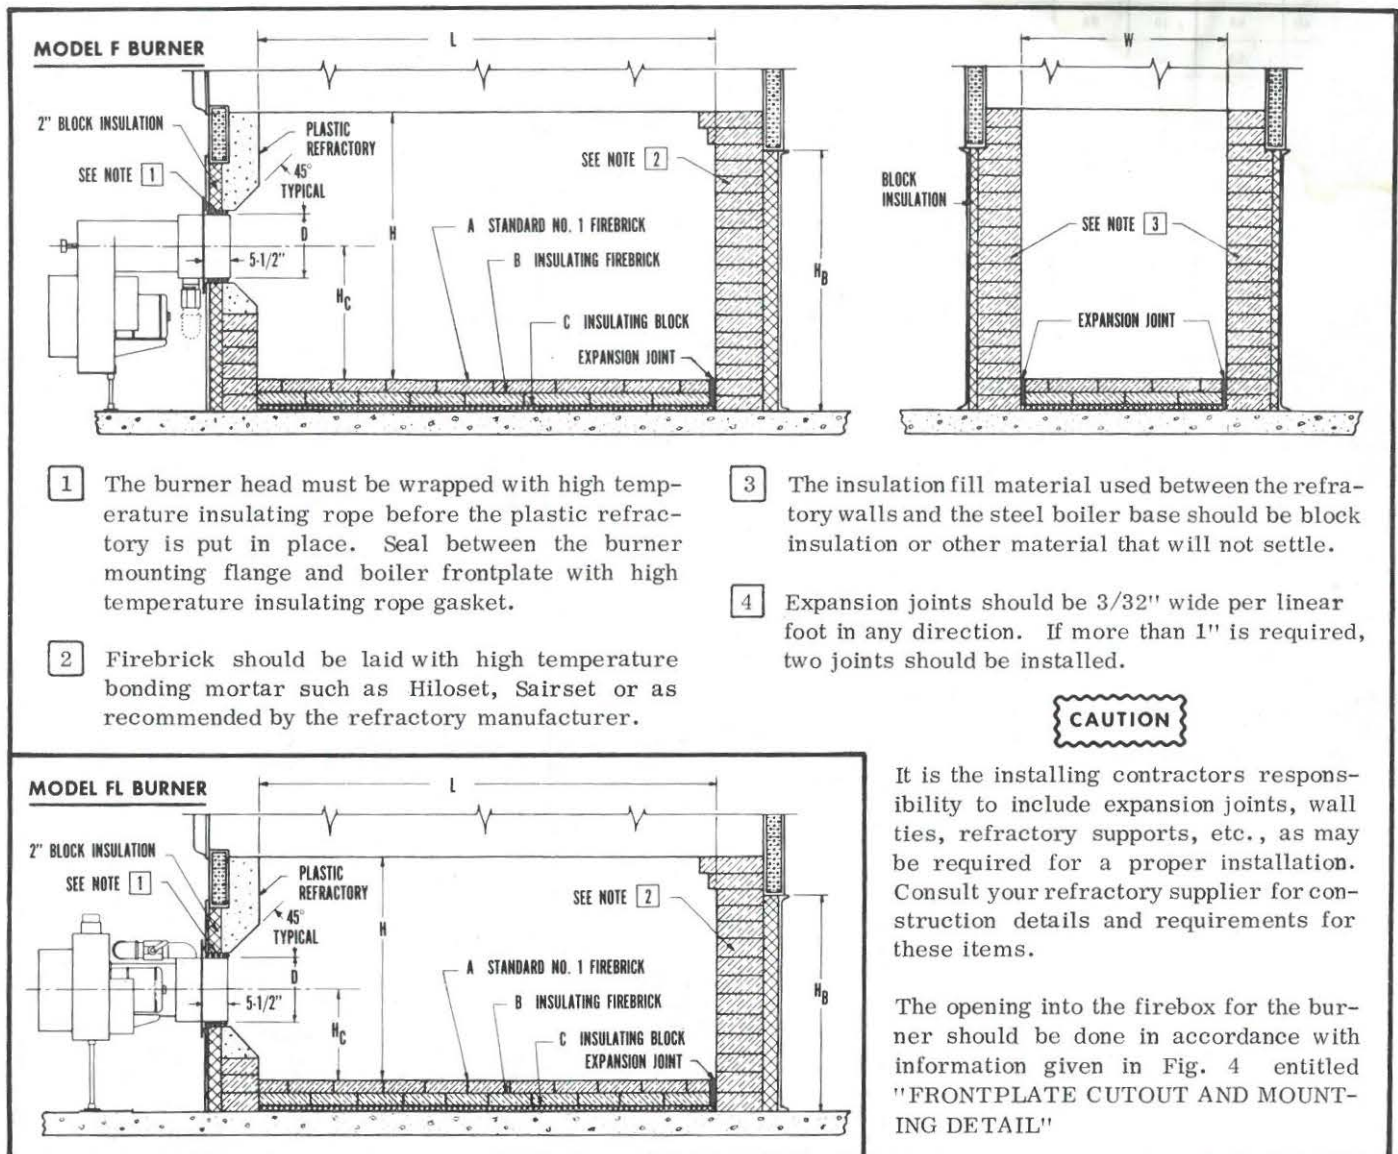 MODEL F BURNER
L
W
2" BLOCK INSULATION
PLASTIC
REFRACTORY
SEE NOTE 1
45°
TYPICAL
SEE NOTE 2
D
H
A STANDARD NO. 1 FIREBRICK
5-1/2"
B INSULATING FIREBRICK
HC
HB
C INSULATING BLOCK
EXPANSION JOINT
BLOCK
INSULATION
SEE NOTE 3
EXPANSION JOINT
1 The burner head must be wrapped with high temp-
erature insulating rope before the plastic refrac-
tory is put in place. Seal between the burner
mounting flange and boiler frontplate with high
temperature insulating rope gasket.
2 Firebrick should be laid with high temperature
bonding mortar such as Hiloset, Sairset or as
recommended by the refractory manufacturer.
3 The insulation fill material used between the refra-
tory walls and the steel boiler base should be block
insulation or other material that will not settle.
4 Expansion joints should be 3/32" wide per linear
foot in any direction. If more than 1" is required,
two joints should be installed.
CAUTION
It is the installing contractors respons-
ibility to include expansion joints, wall
ties, refractory supports, etc., as may
be required for a proper installation.
Consult your refractory supplier for con-
struction details and requirements for
these items.
The opening into the firebox for the bur-
ner should be done in accordance with
information given in Fig. 4 entitled
"FRONTPLATE CUTOUT AND MOUNT-
ING DETAIL"
MODEL FL BURNER
L
2" BLOCK INSULATION
PLASTIC
REFRACTORY
SEE NOTE 1
45°
TYPICAL
SEE NOTE 2
H
D
A STANDARD NO. 1 FIREBRICK
5-1/2"
B INSULATING FIREBRICK
HB
HC
C INSULATING BLOCK
EXPANSION JOINT